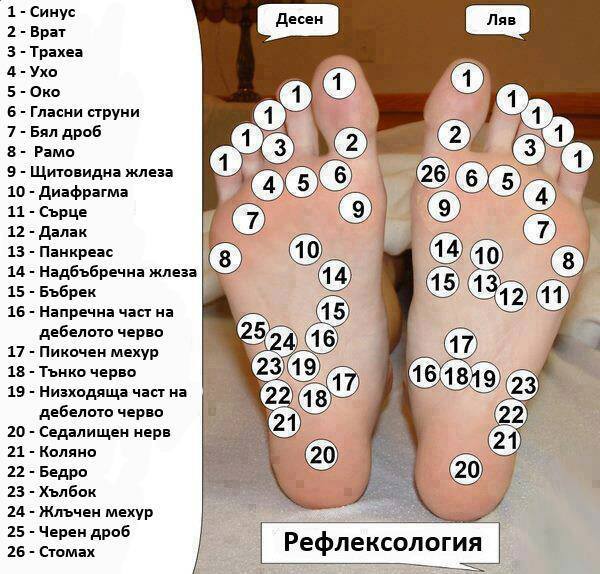 1 - Синус
2 - Врат
3 - Трахеа
4 - Ухо
5 - Око
6 - Гласни струни
7 - Бял дроб
8 - Рамо
9 - Щитовидна жлеза
10 - Диафрагма
11 - Сърце
12 - Далак
13 - Панкреас
14 - Надбъбречна жлеза
15 - Бъбрек
16 - Напречна част на
дебелото черво
17 - Пикочен мехур
18 - Тънко черво
19 - Низходяща част на
дебелото черво
20 - Седалищен нерв
21 - Коляно
22 - Бедро
23 - Хълбок
24 - Жлъчен мехур
25 - Черен дроб
26 - Стомах
Десен
1
1
1
1
1
2
3
4
5
6
7
9
8
10
14
15
25
24
16
23
19
17
22
18
21
20
Ляв
1
1
1
1
1
2
3
26
6
5
4
9
7
14
10
8
15
13
12
11
17
16
18
19
23
22
21
20
Рефлексология